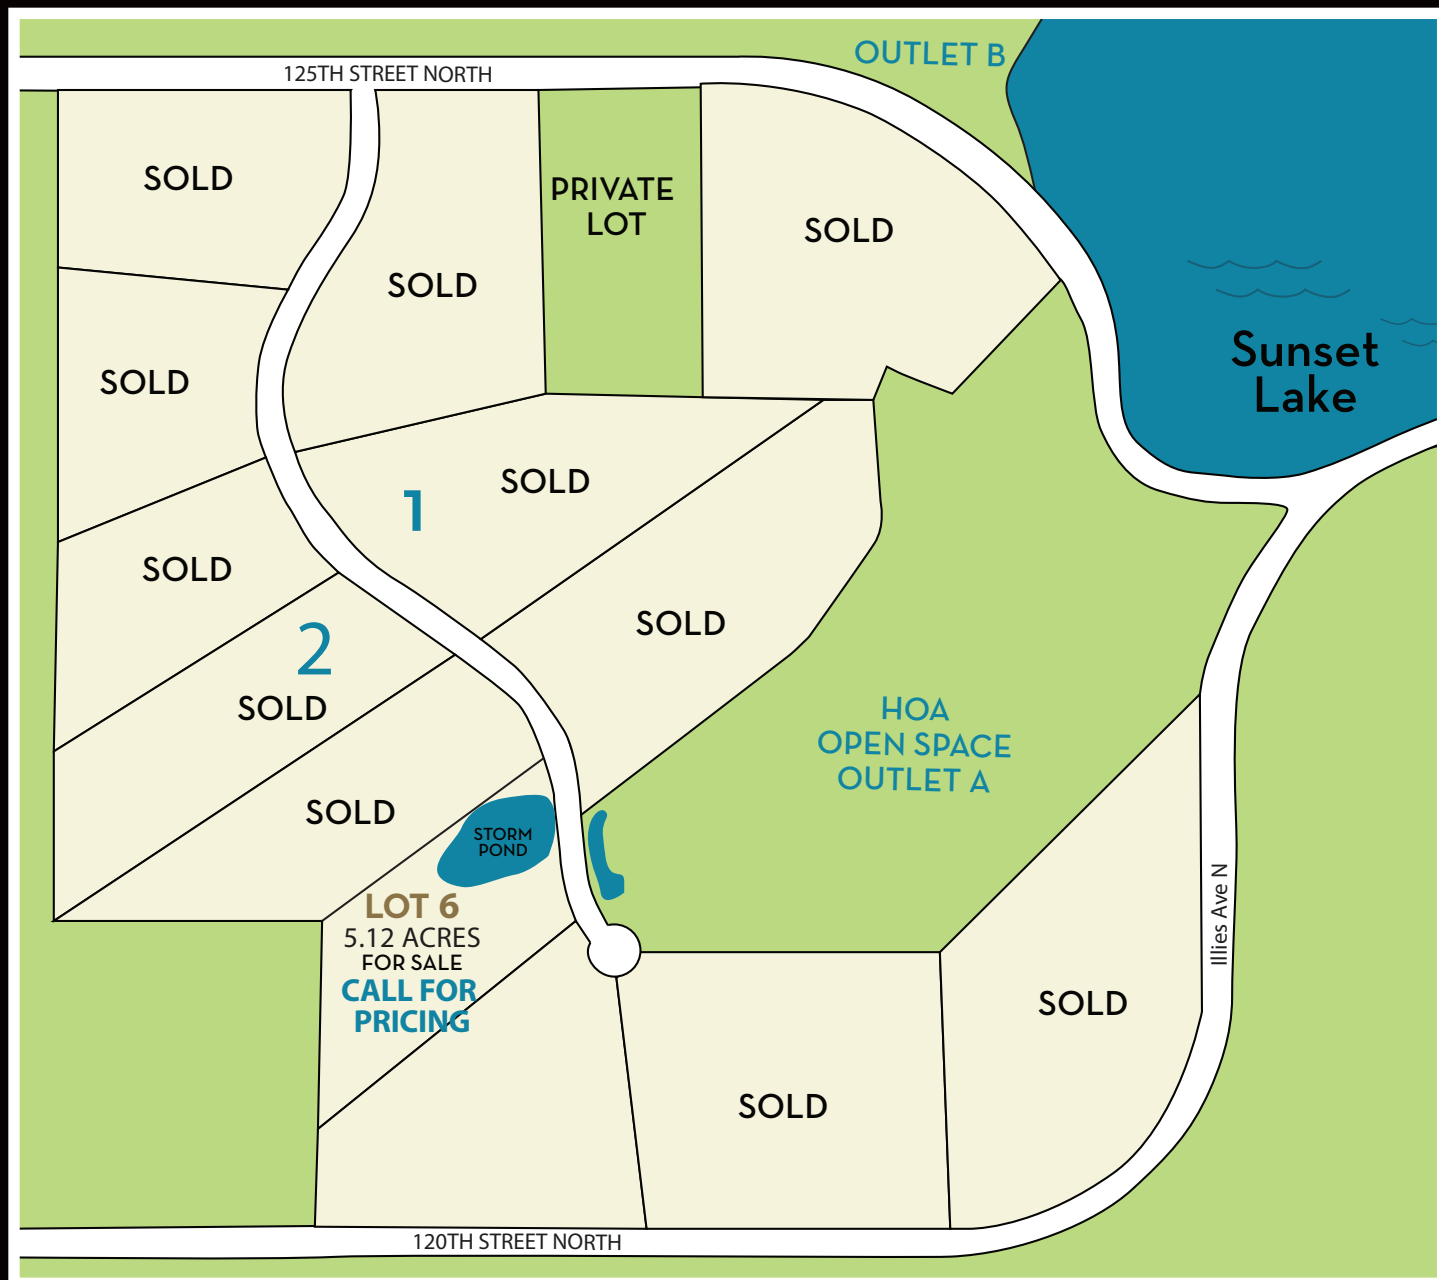 OUTLET B
125TH STREET NORTH
SOLD
PRIVATE
LOT
SOLD
SOLD
Sunset
Lake
SOLD
SOLD
1
SOLD
SOLD
2
SOLD
HOA
OPEN SPACE
OUTLET A
SOLD
STORM
POND
LOT 6
5.12 ACRES
FOR SALE
CALL FOR
PRICING
Illies Ave N
SOLD
SOLD
120TH STREET NORTH